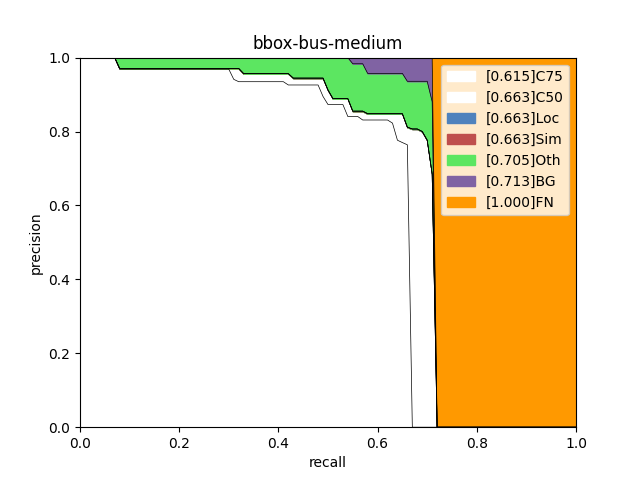 bbox-bus-medium
1.0
0.8
0.6
0.4
0.2
0.0
precision
[0.615]C75
[0.663]C50
[0.663]Loc
[0.663]Sim
[0.705]Oth
[0.713]BG
[1.000]FN
0.0 0.2 0.4 0.6 0.8 1.0
recall